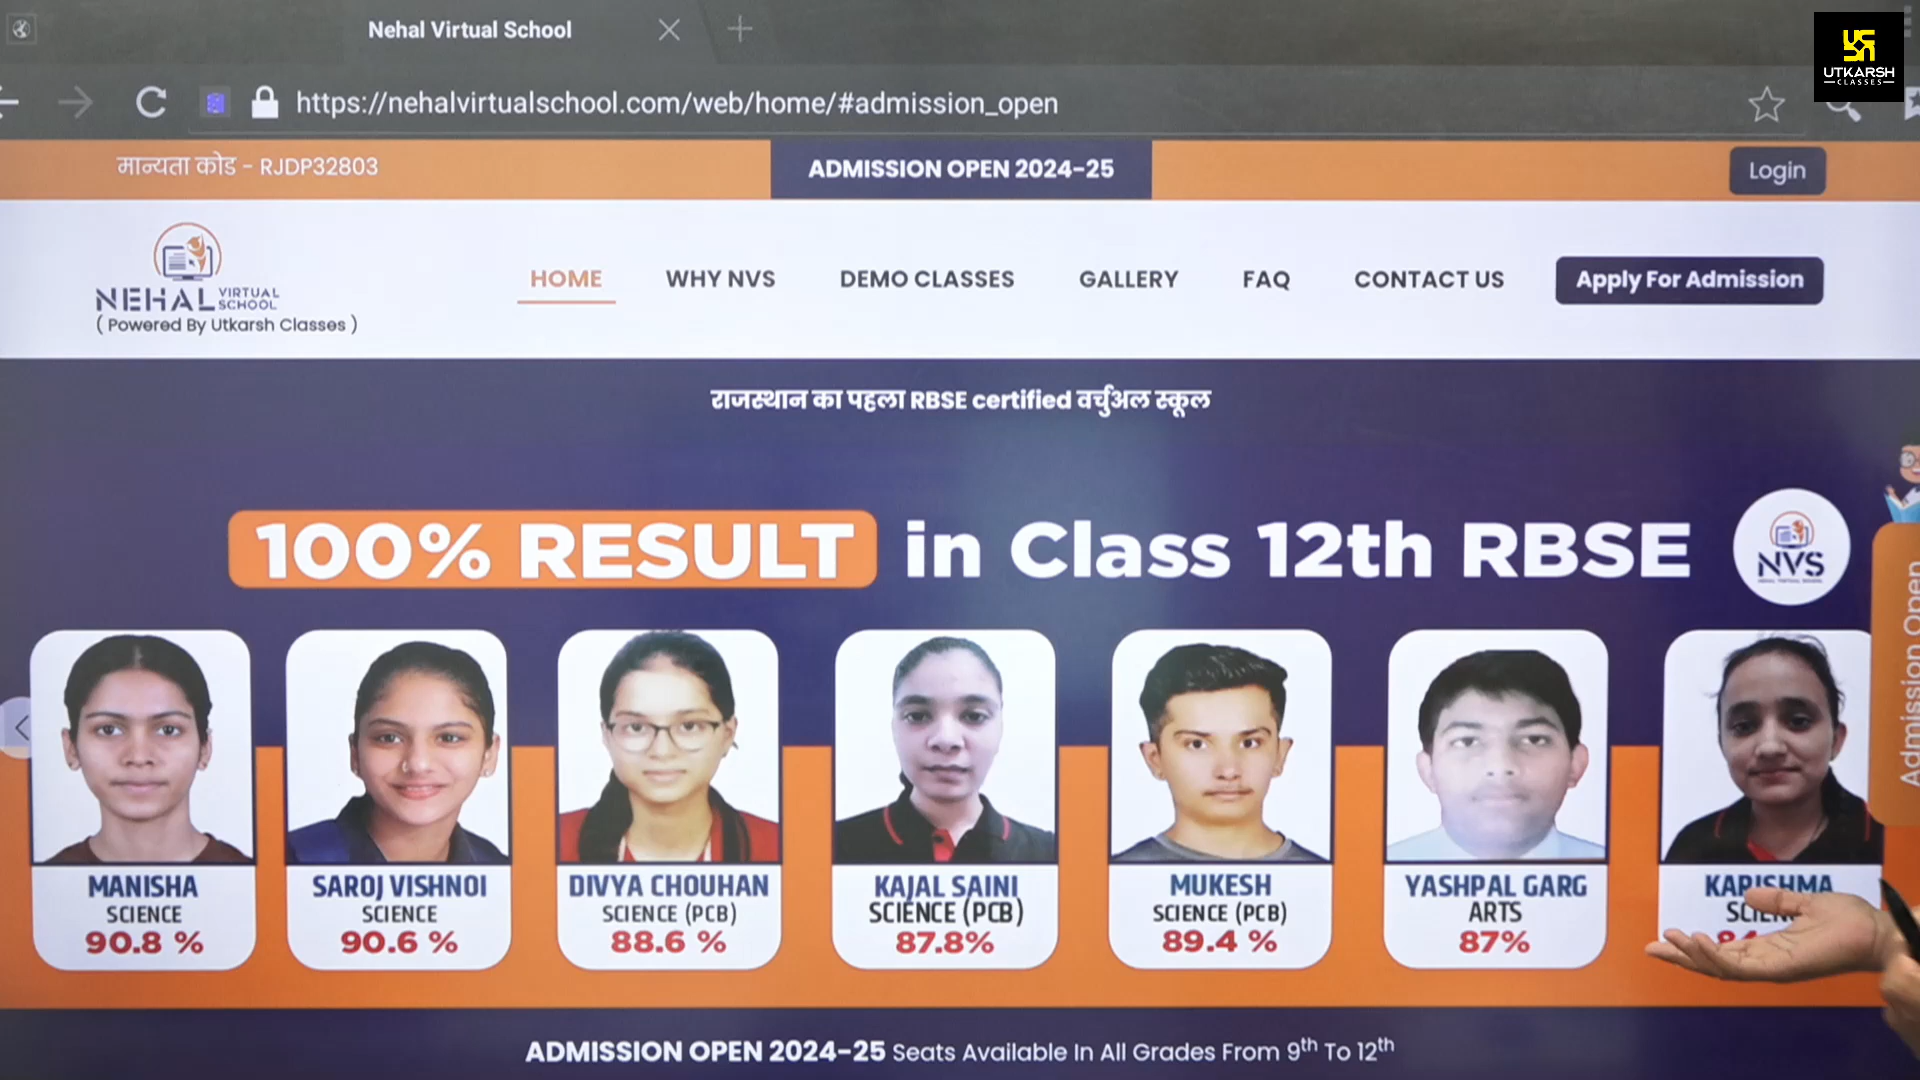 Nehal Virtual School
UTKARSH
CLASSES
https://nehalvirtualschool.com/web/home/#admission_open
मान्यता कोड - RJDP32803
ADMISSION OPEN 2024-25
Login
NEHAL VIRTUAL SCHOOL
( Powered By Utkarsh Classes )
HOME WHY NVS DEMO CLASSES GALLERY FAQ CONTACT US Apply For Admission
राजस्थान का पहला RBSE certified वर्चुअल स्कूल
100% RESULT in Class 12th RBSE
NVS
Admission Open
MANISHA
SCIENCE
90.8 %
SAROJ VISHNOI
SCIENCE
90.6 %
DIVYA CHOUHAN
SCIENCE (PCB)
88.6 %
KAJAL SAINI
SCIENCE (PCB)
87.8%
MUKESH
SCIENCE (PCB)
89.4 %
YASHPAL GARG
ARTS
87%
KARISHMA
ADMISSION OPEN 2024-25 Seats Available In All Grades From 9th To 12th